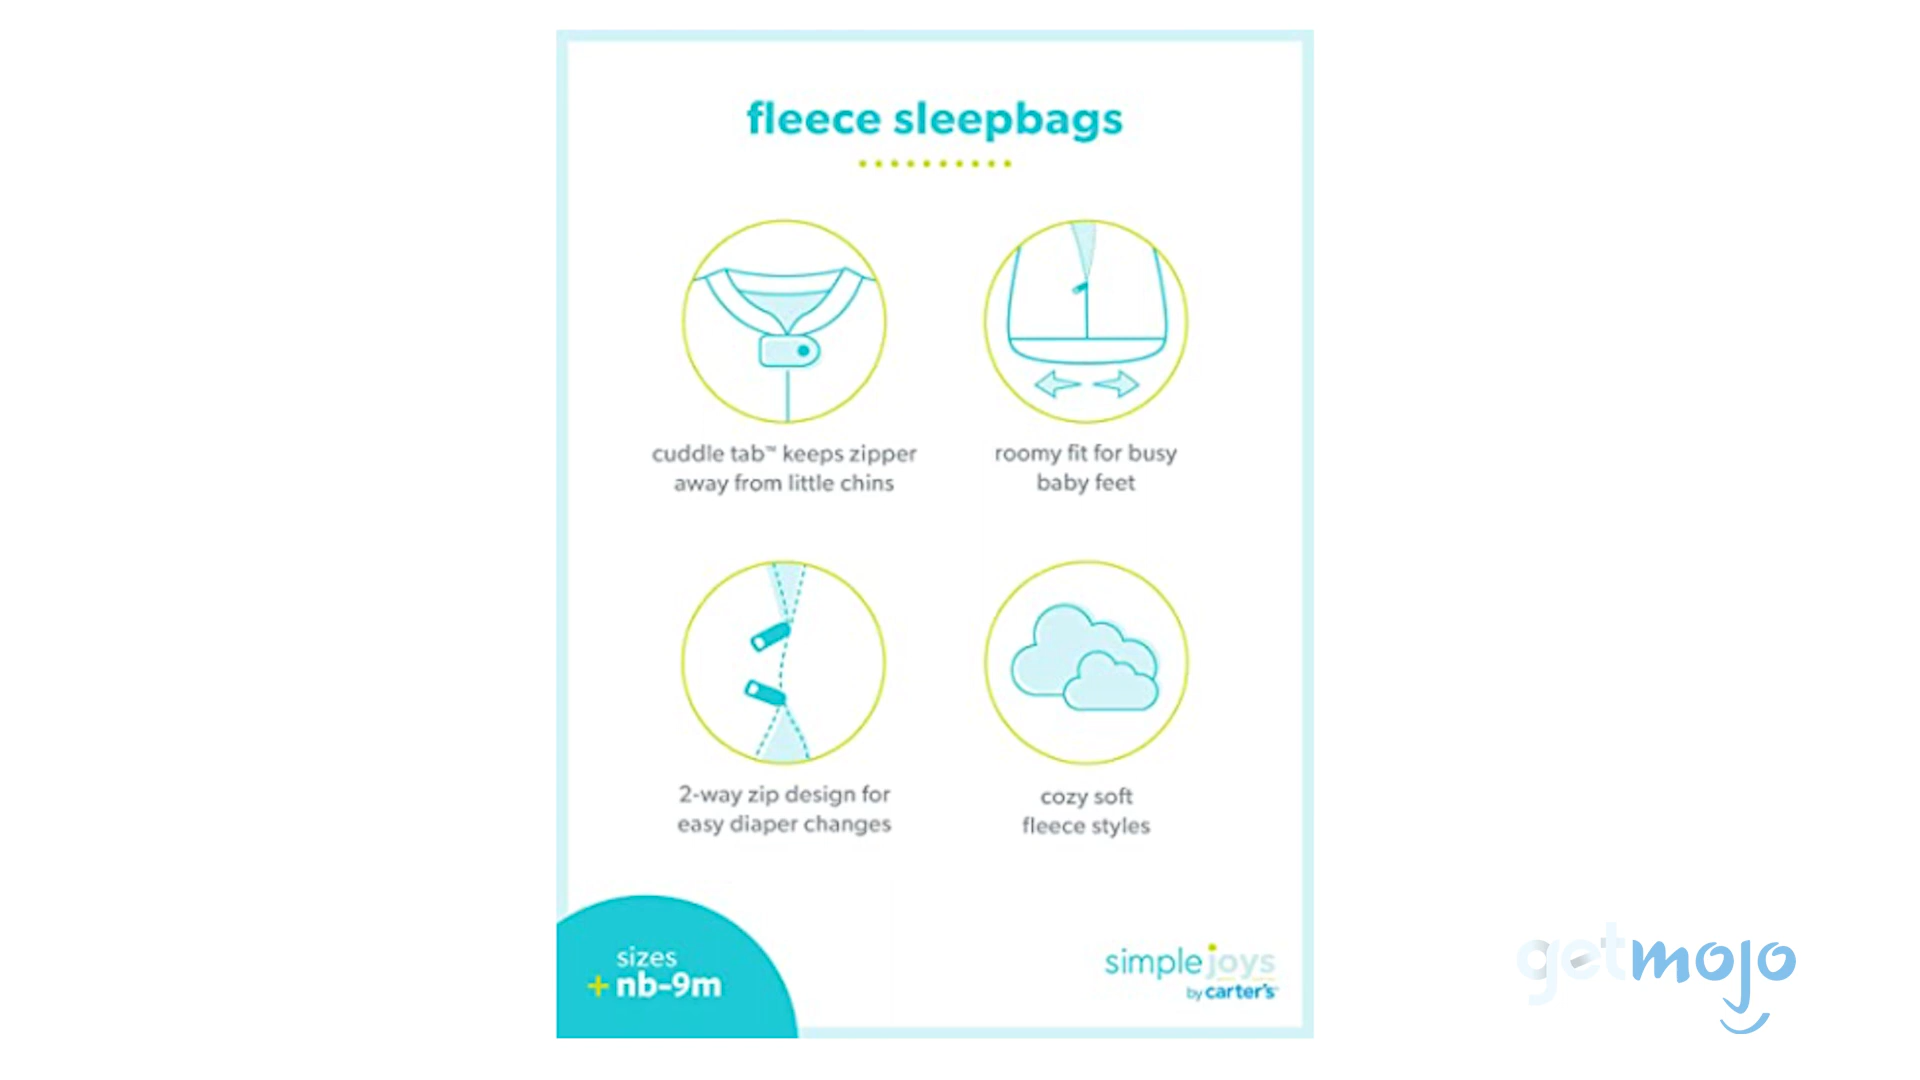 fleece sleepbags
cuddle tab™ keeps zipper
away from little chins
roomy fit for busy
baby feet
2-way zip design for
easy diaper changes
cozy soft
fleece styles
sizes
+ nb-9m
simple joys
by carter's
getmojo